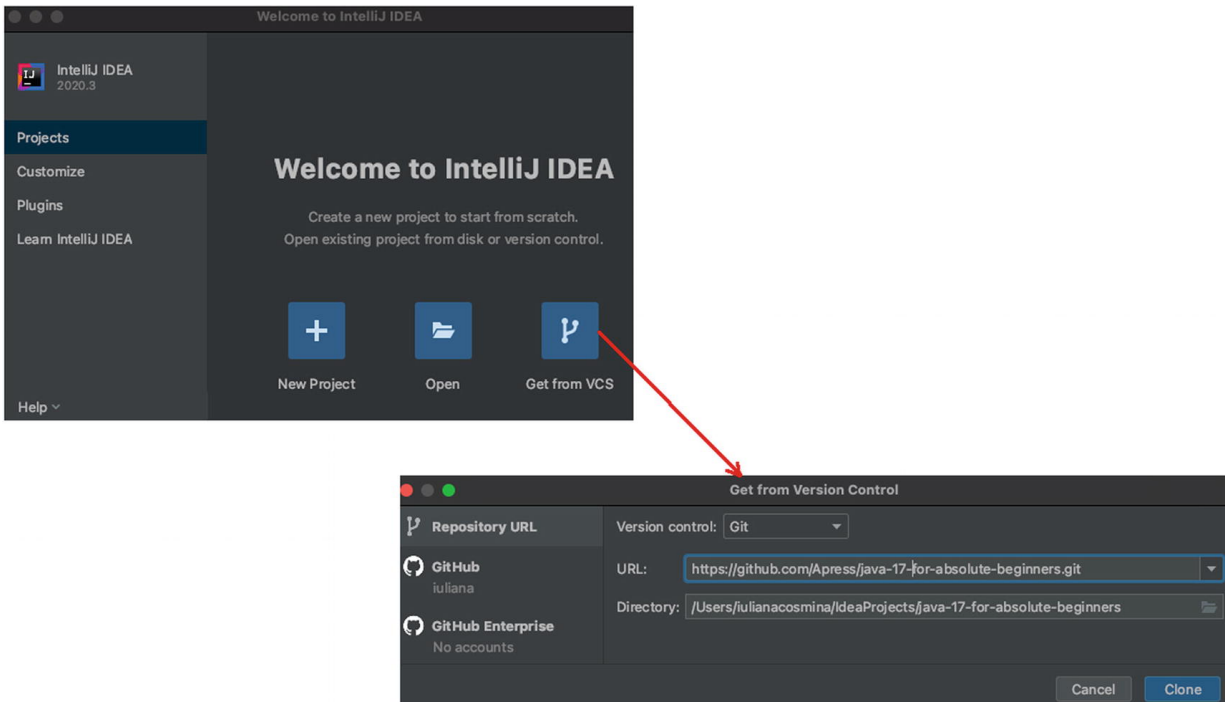 Welcome to IntelliJ IDEA
IJ
IntelliJ IDEA
2020.3
Projects
Customize
Plugins
Learn IntelliJ IDEA
Help
Welcome to IntelliJ IDEA
Create a new project to start from scratch.
Open existing project from disk or version control.
New Project
Open
Get from VCS
Get from Version Control
Repository URL
GitHub
iuliana
GitHub Enterprise
No accounts
Version control: Git
URL: https://github.com/Apress/java-17-for-absolute-beginners.git
Directory: /Users/iulianacosmina/IdeaProjects/java-17-for-absolute-beginners
Cancel Clone